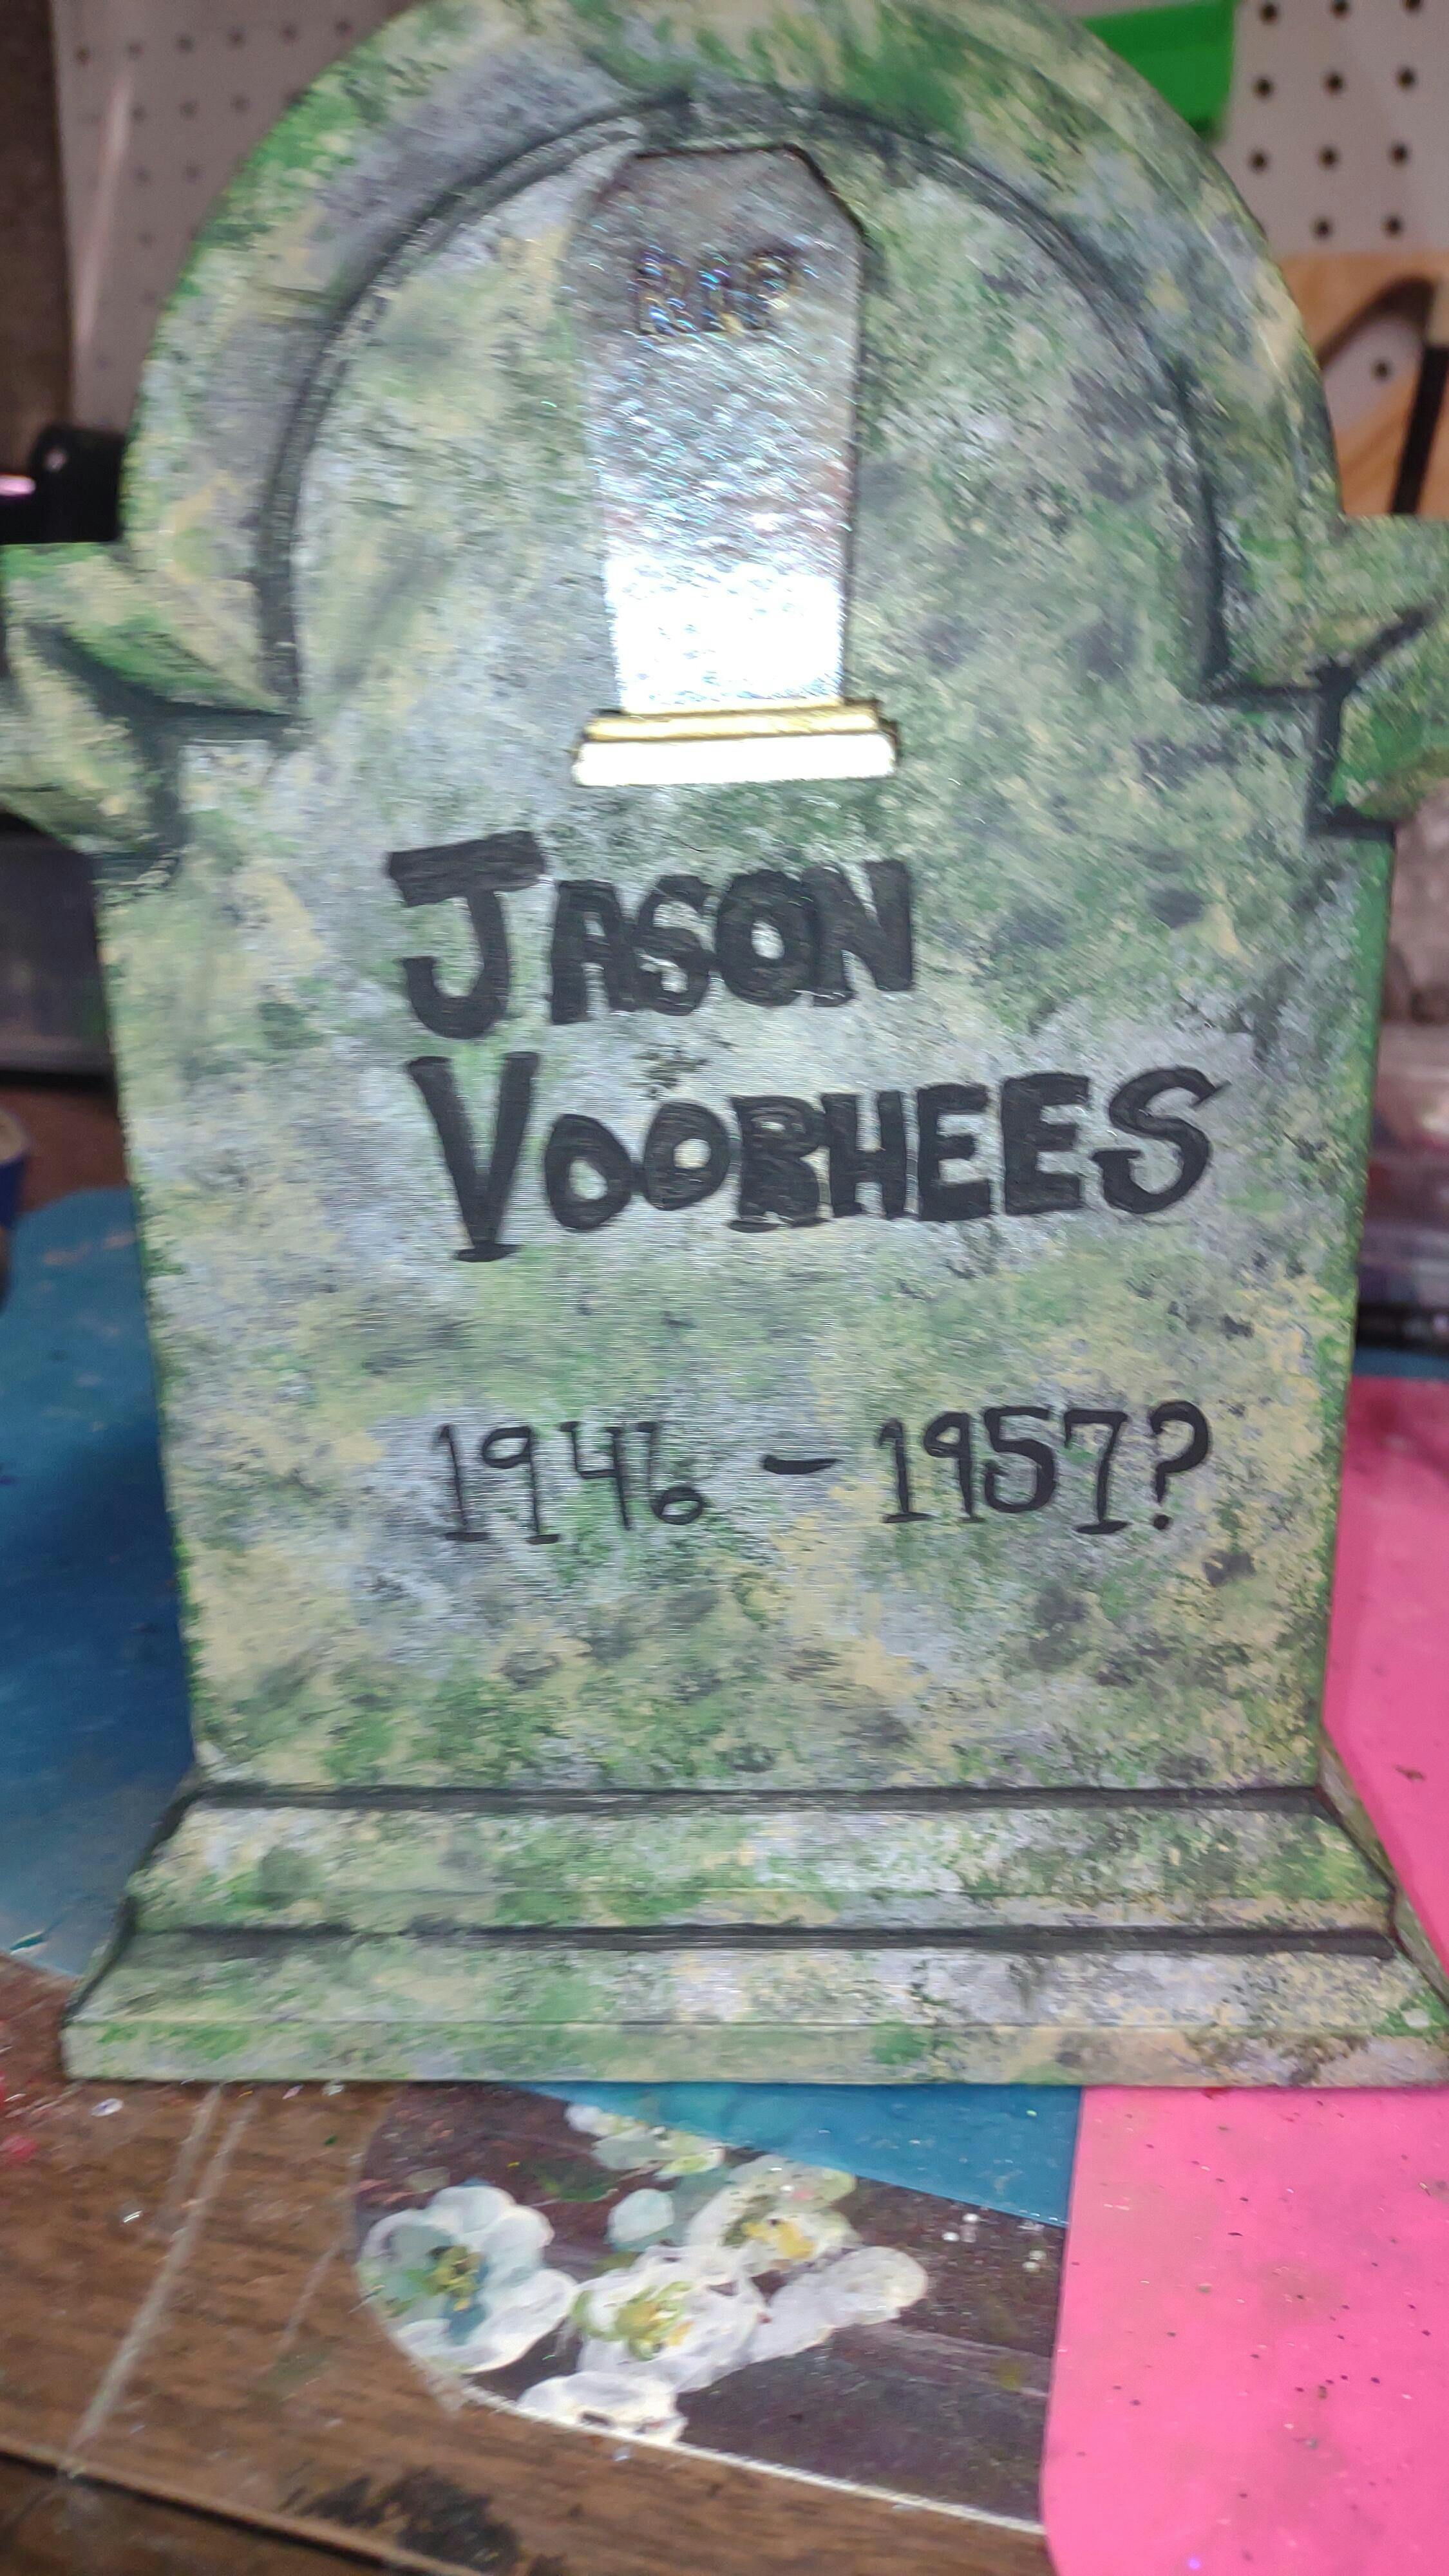 RIP
JASON
VOORHEES
1946 - 1957?